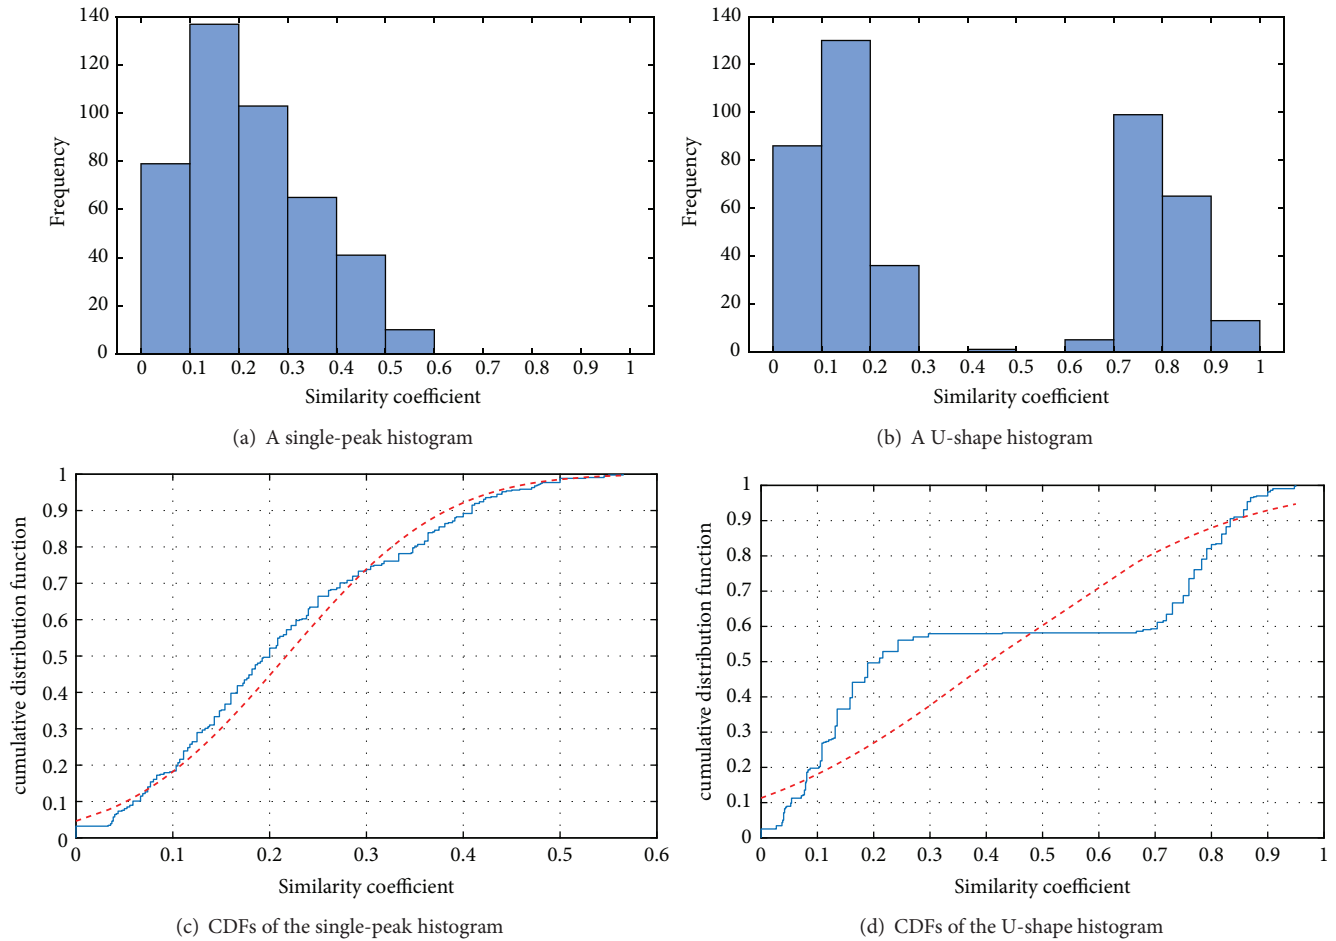 140
120
100
80
60
40
20
0
Frequency
0 0.1 0.2 0.3 0.4 0.5 0.6 0.7 0.8 0.9 1
Similarity coefficient
(a) A single-peak histogram
140
120
100
80
60
40
20
0
Frequency
0 0.1 0.2 0.3 0.4 0.5 0.6 0.7 0.8 0.9 1
Similarity coefficient
(b) A U-shape histogram
1
0.9
0.8
0.7
0.6
0.5
0.4
0.3
0.2
0.1
0
cumulative distribution function
0 0.1 0.2 0.3 0.4 0.5 0.6
Similarity coefficient
(c) CDFs of the single-peak histogram
1
0.9
0.8
0.7
0.6
0.5
0.4
0.3
0.2
0.1
0
cumulative distribution function
0 0.1 0.2 0.3 0.4 0.5 0.6 0.7 0.8 0.9 1
Similarity coefficient
(d) CDFs of the U-shape histogram